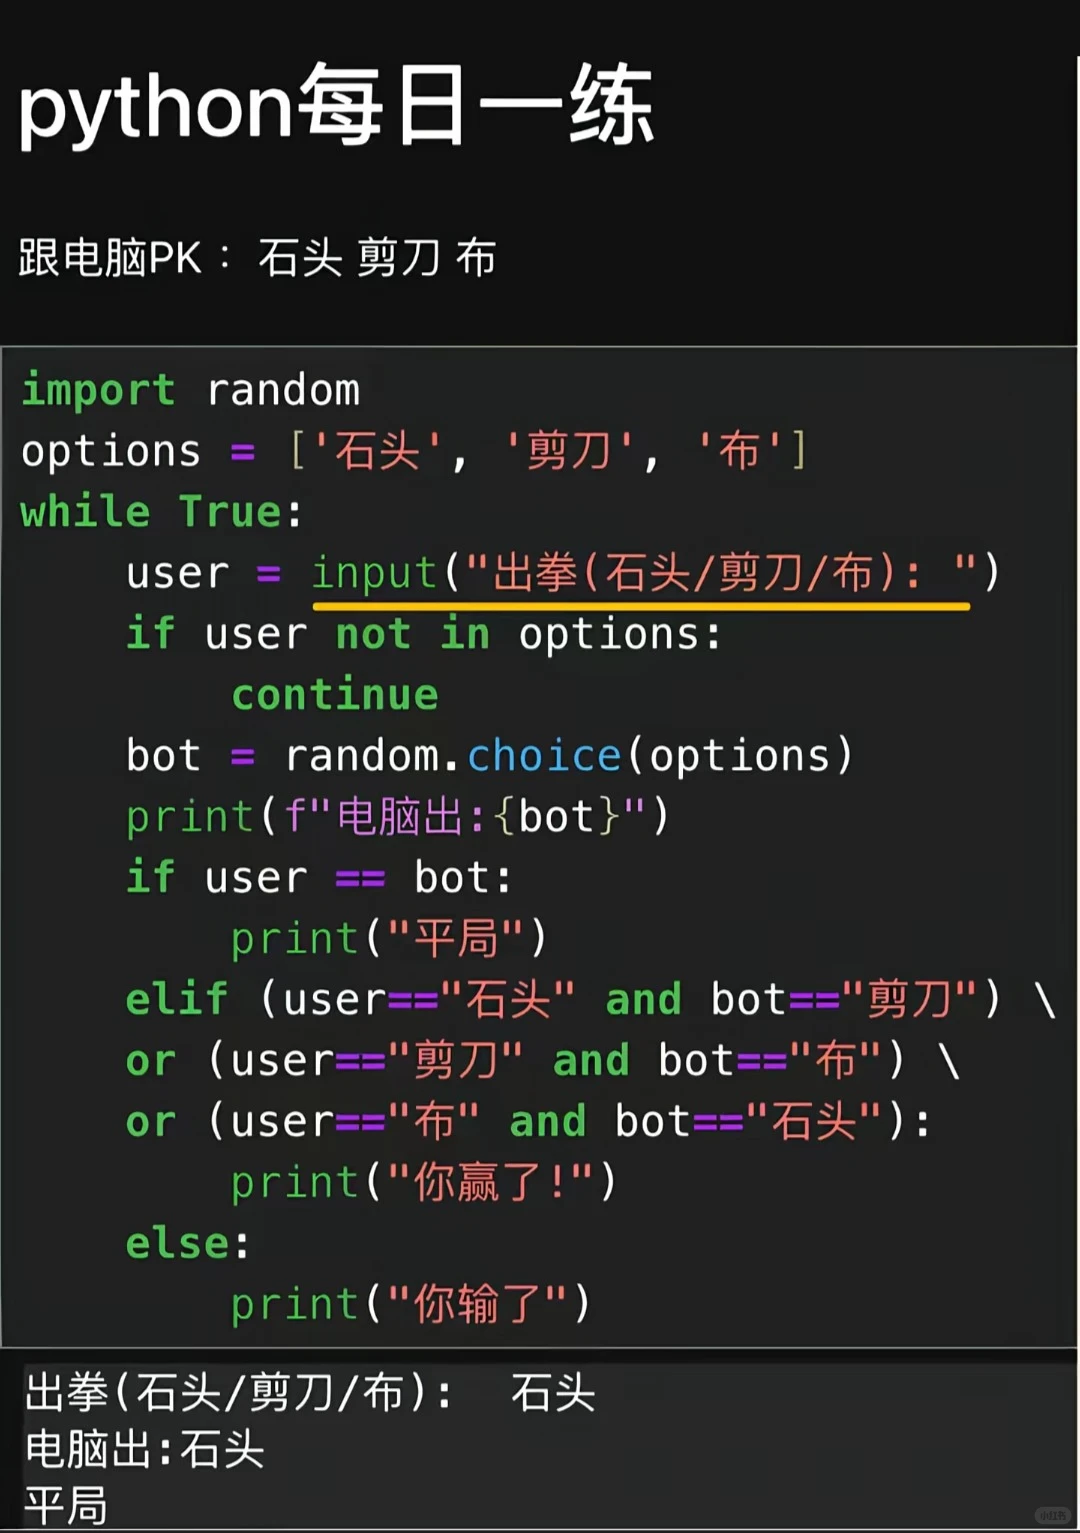 python每日一练
跟电脑PK： 石头 剪刀 布
import random
options = ['石头', '剪刀', '布']
while True:
    user = input("出拳(石头/剪刀/布): ")
    if user not in options:
        continue
    bot = random.choice(options)
    print(f"电脑出:{bot}")
    if user == bot:
        print("平局")
    elif (user=="石头" and bot=="剪刀") \
    or (user=="剪刀" and bot=="布") \
    or (user=="布" and bot=="石头"):
        print("你赢了!")
    else:
        print("你输了")
出拳(石头/剪刀/布):  石头
电脑出:石头
平局
小红书